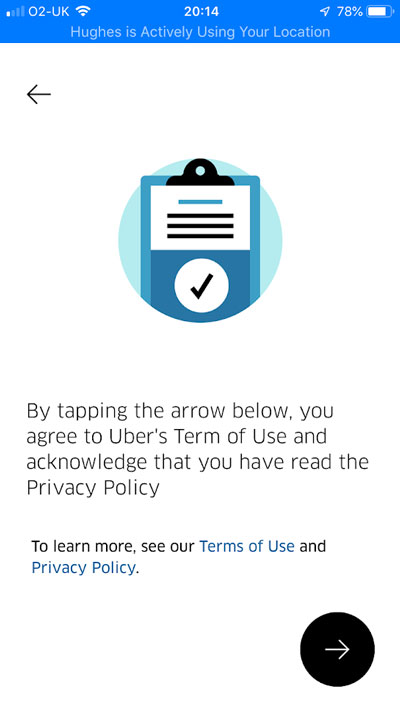 O2-UK 20:14 78%
Hughes is Actively Using Your Location
By tapping the arrow below, you
agree to Uber's Term of Use and
acknowledge that you have read the
Privacy Policy
To learn more, see our Terms of Use and
Privacy Policy.